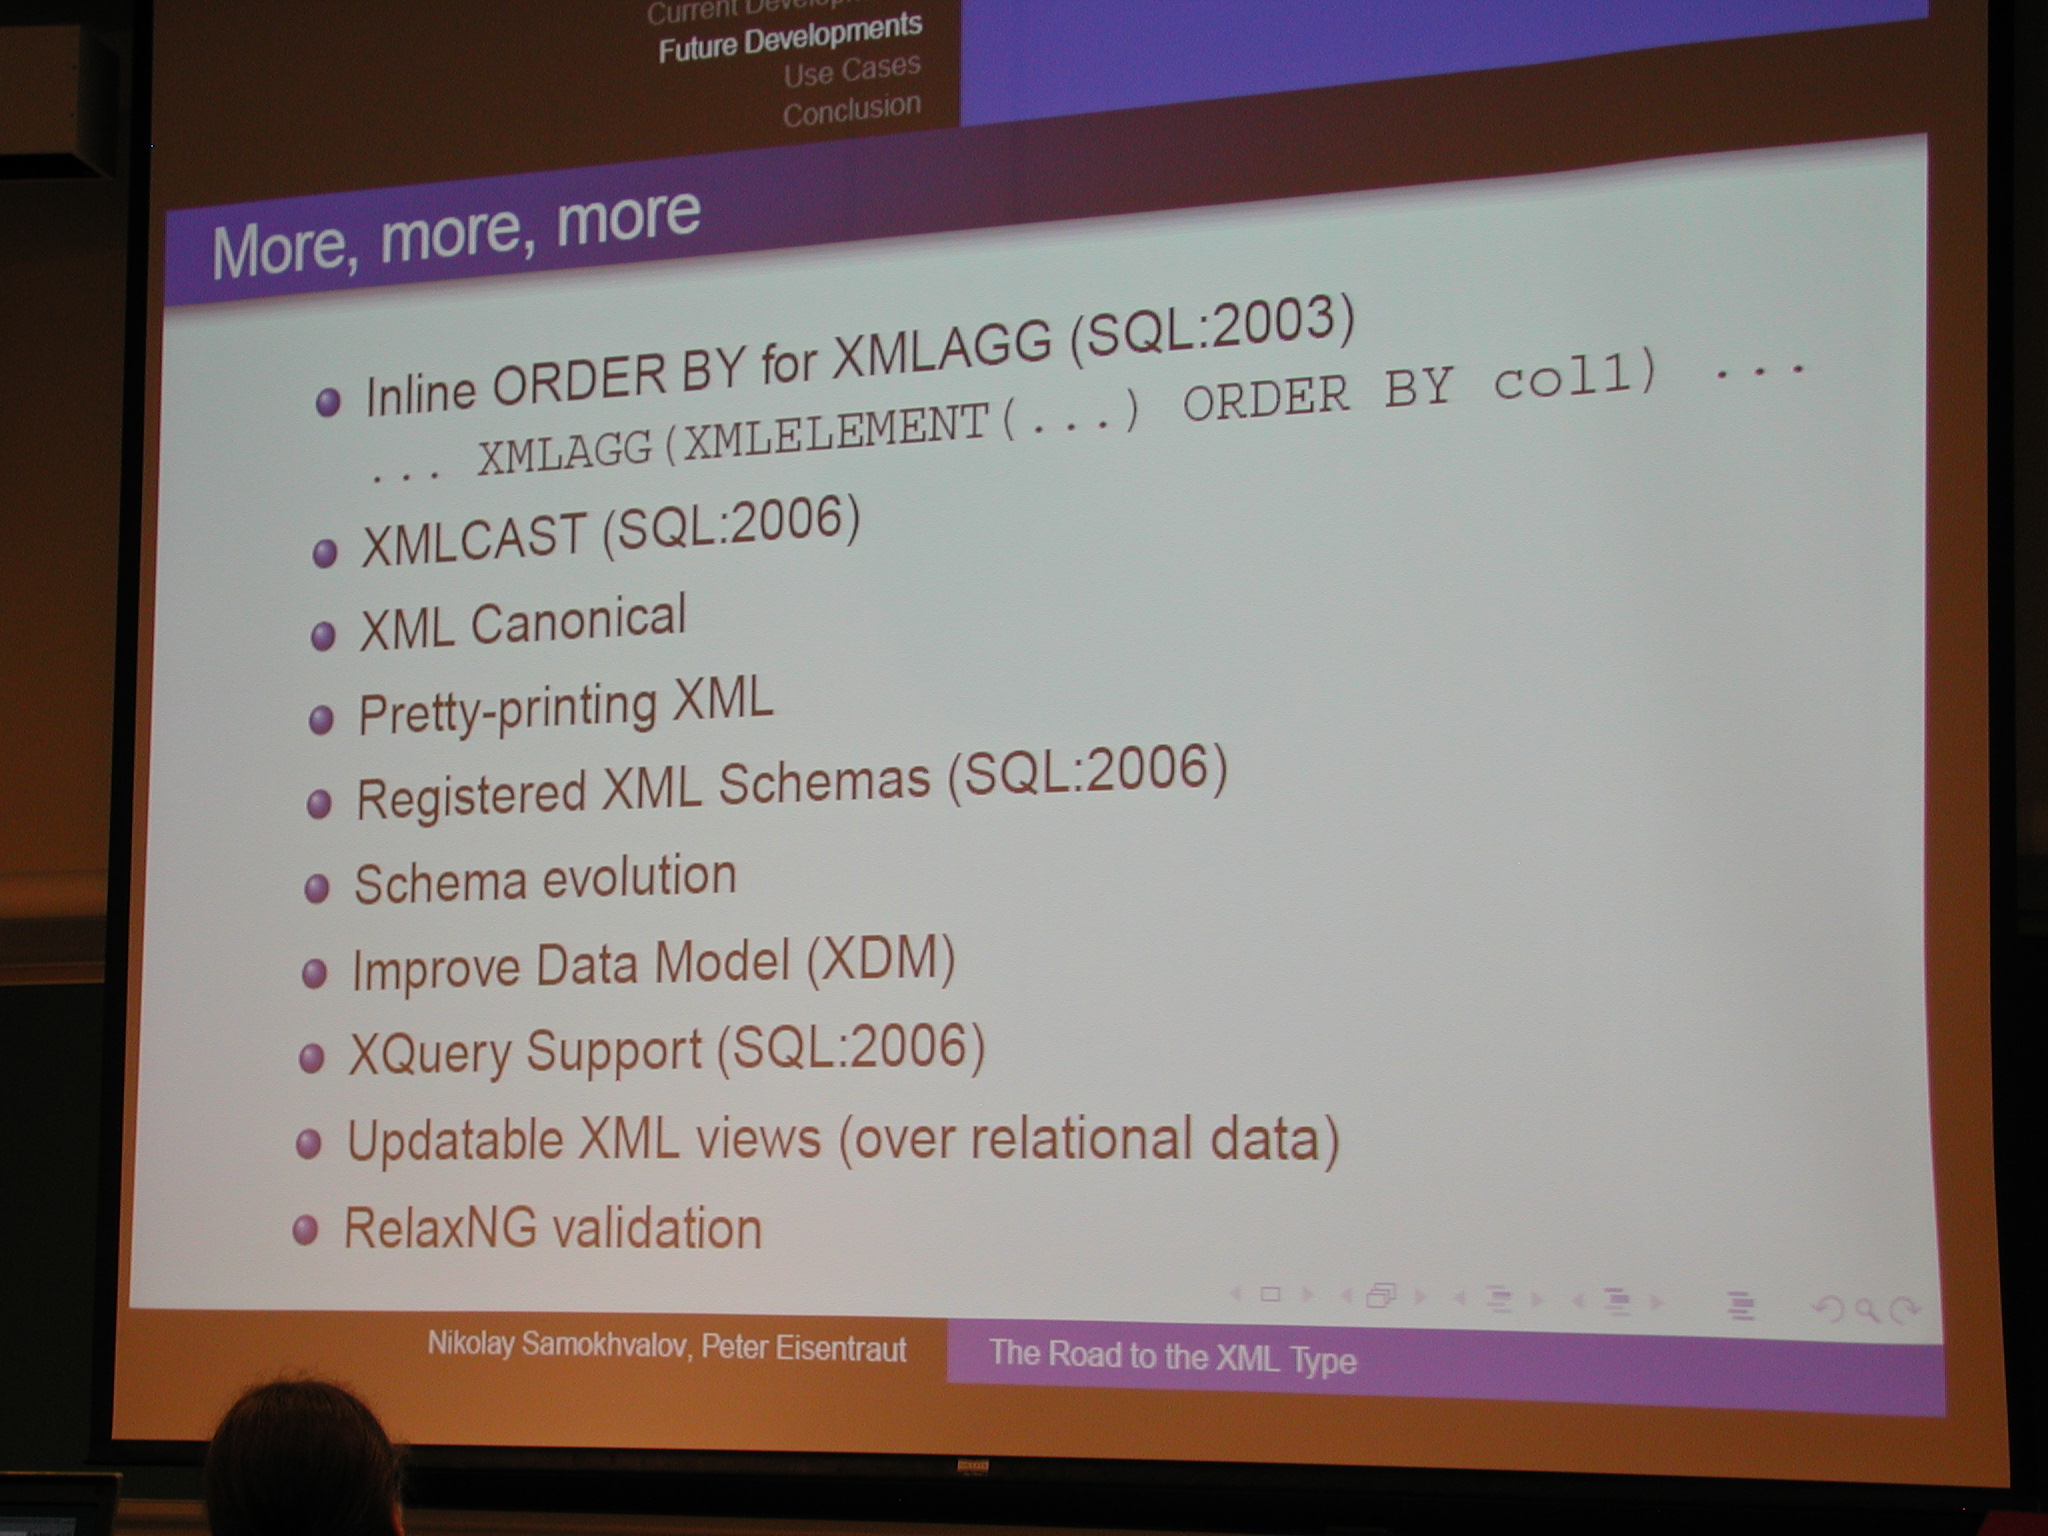 Current
Future Developments
Use Cases
Conclusion
More, more, more
Inline ORDER BY for XMLAGG (SQL:2003)
... XMLAGG(XMLELEMENT(...) ORDER BY col1) ...
XMLCAST (SQL:2006)
XML Canonical
Pretty-printing XML
Registered XML Schemas (SQL:2006)
Schema evolution
Improve Data Model (XDM)
XQuery Support (SQL:2006)
Updatable XML views (over relational data)
RelaxNG validation
Nikolay Samokhvalov, Peter Eisentraut
The Road to the XML Type